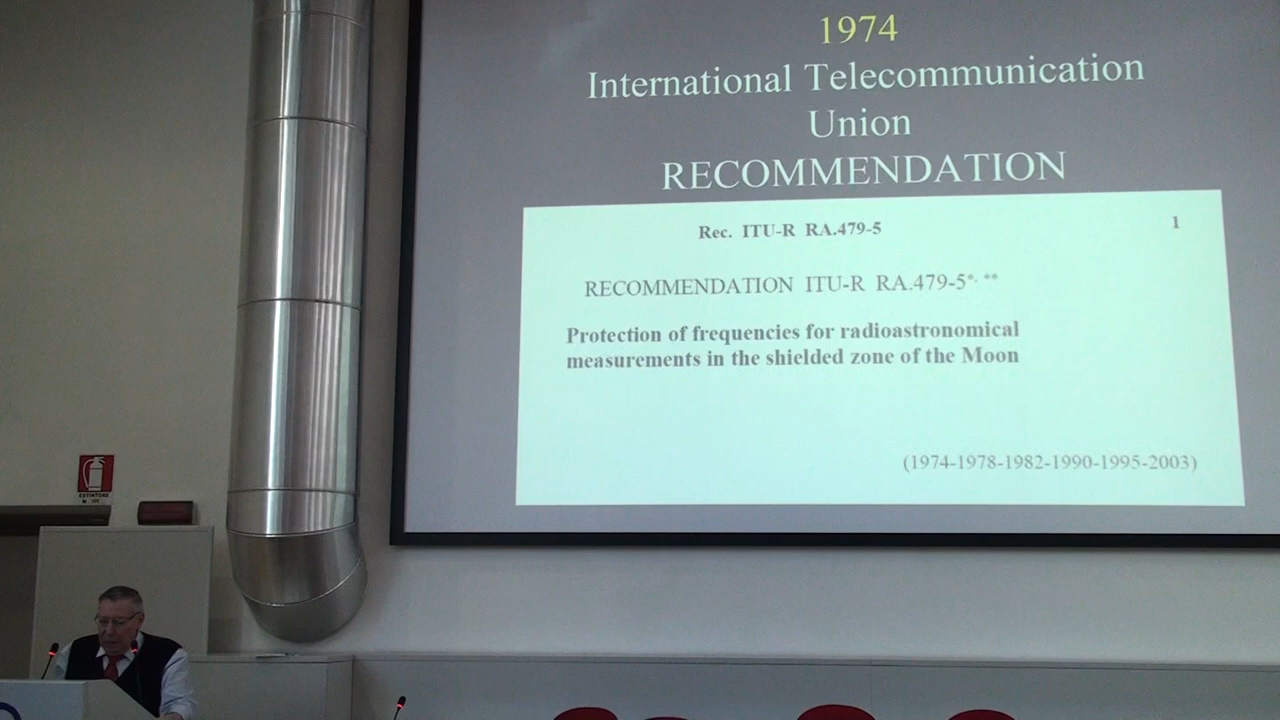 1974
International Telecommunication
Union
RECOMMENDATION
Rec. ITU-R RA.479-5
1
RECOMMENDATION ITU-R RA.479-5*, **
Protection of frequencies for radioastronomical
measurements in the shielded zone of the Moon
(1974-1978-1982-1990-1995-2003)
ESTINTORE